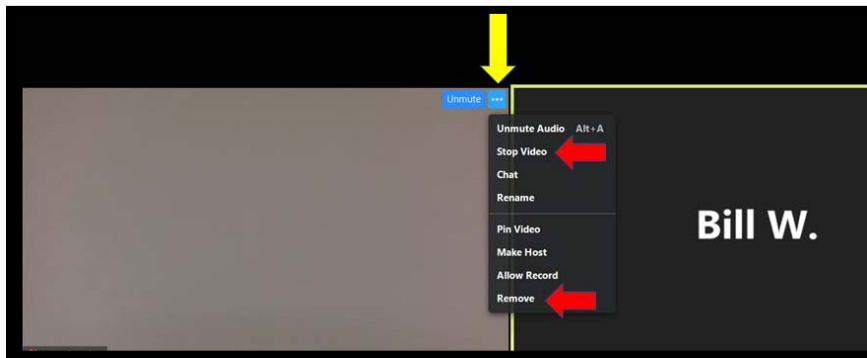 Unmute ...
Unmute Audio Alt+A
Stop Video
Chat
Rename
Pin Video
Make Host
Allow Record
Remove
Bill W.